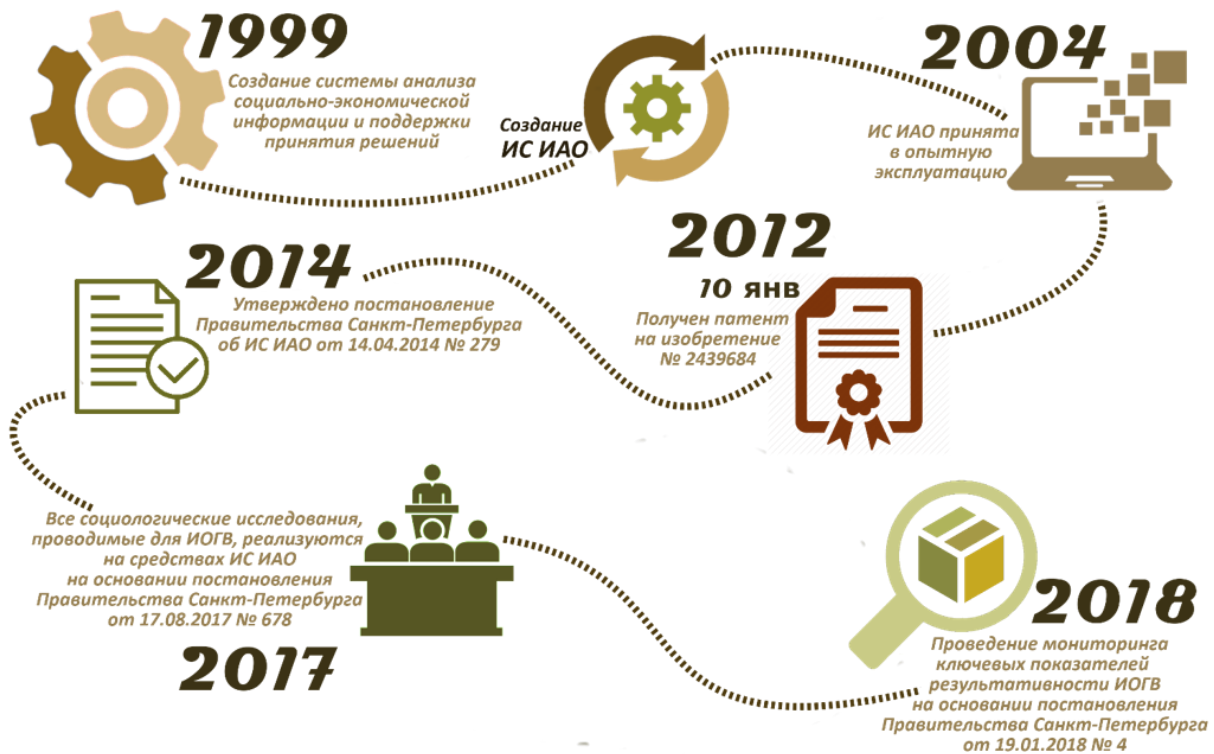 1999
Создание системы анализа
социально-экономической
информации и поддержки
принятия решений
Создание
ИС ИАО
2004
ИС ИАО принята
в опытную
эксплуатацию
2012
10 янв
Получен патент
на изобретение
№ 2439684
2014
Утверждено постановление
Правительства Санкт-Петербурга
об ИС ИАО от 14.04.2014 № 279
Все социологические исследования,
проводимые для ИОГВ, реализуются
на средствах ИС ИАО
на основании постановления
Правительства Санкт-Петербурга
от 17.08.2017 № 678
2017
2018
Проведение мониторинга
ключевых показателей
результативности ИОГВ
на основании постановления
Правительства Санкт-Петербурга
от 19.01.2018 № 4